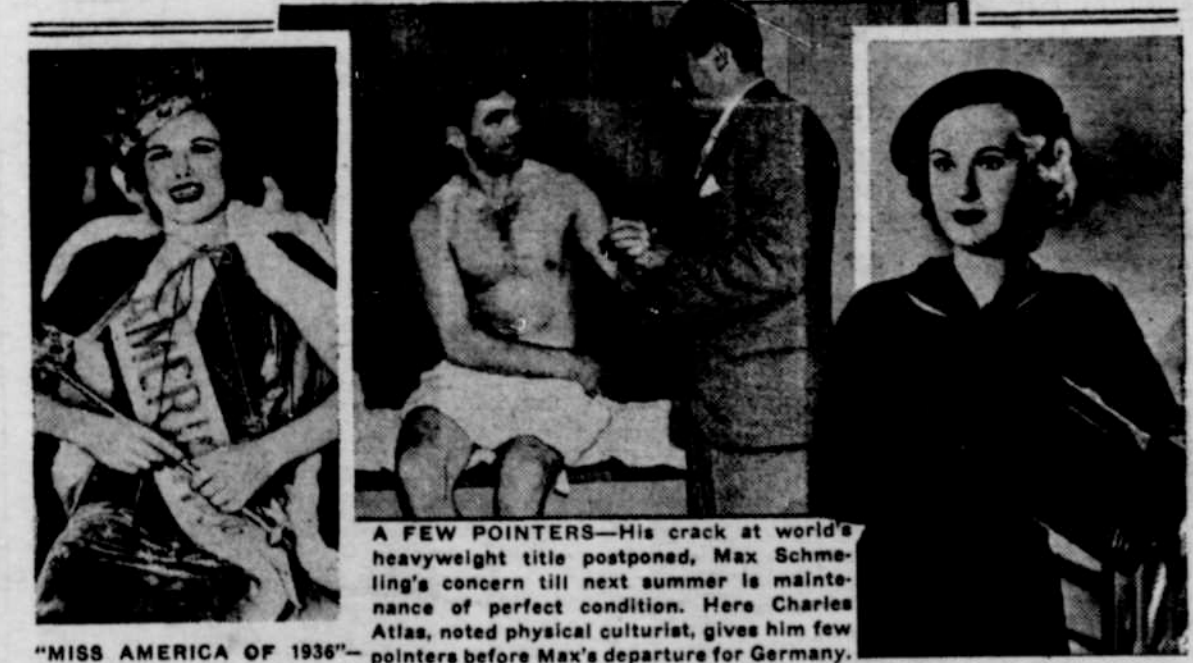 AMERI
A FEW POINTERS—His crack at world's
heavyweight title postponed, Max Schme-
ling's concern till next summer is mainte-
nance of perfect condition. Here Charles
Atlas, noted physical culturist, gives him few
pointers before Max's departure for Germany.
"MISS AMERICA OF 1936"—